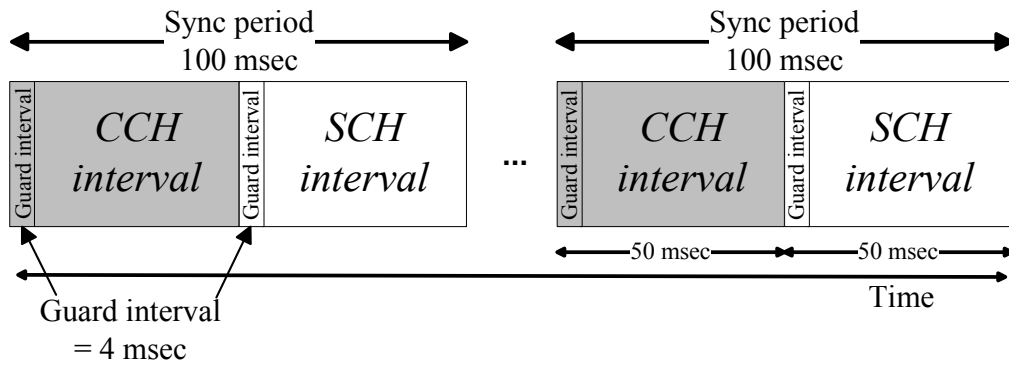 Sync period
100 msec
Sync period
100 msec
Guard interval
CCH
interval
Guard interval
SCH
interval
...
Guard interval
CCH
interval
Guard interval
SCH
interval
50 msec
50 msec
Time
Guard interval
= 4 msec